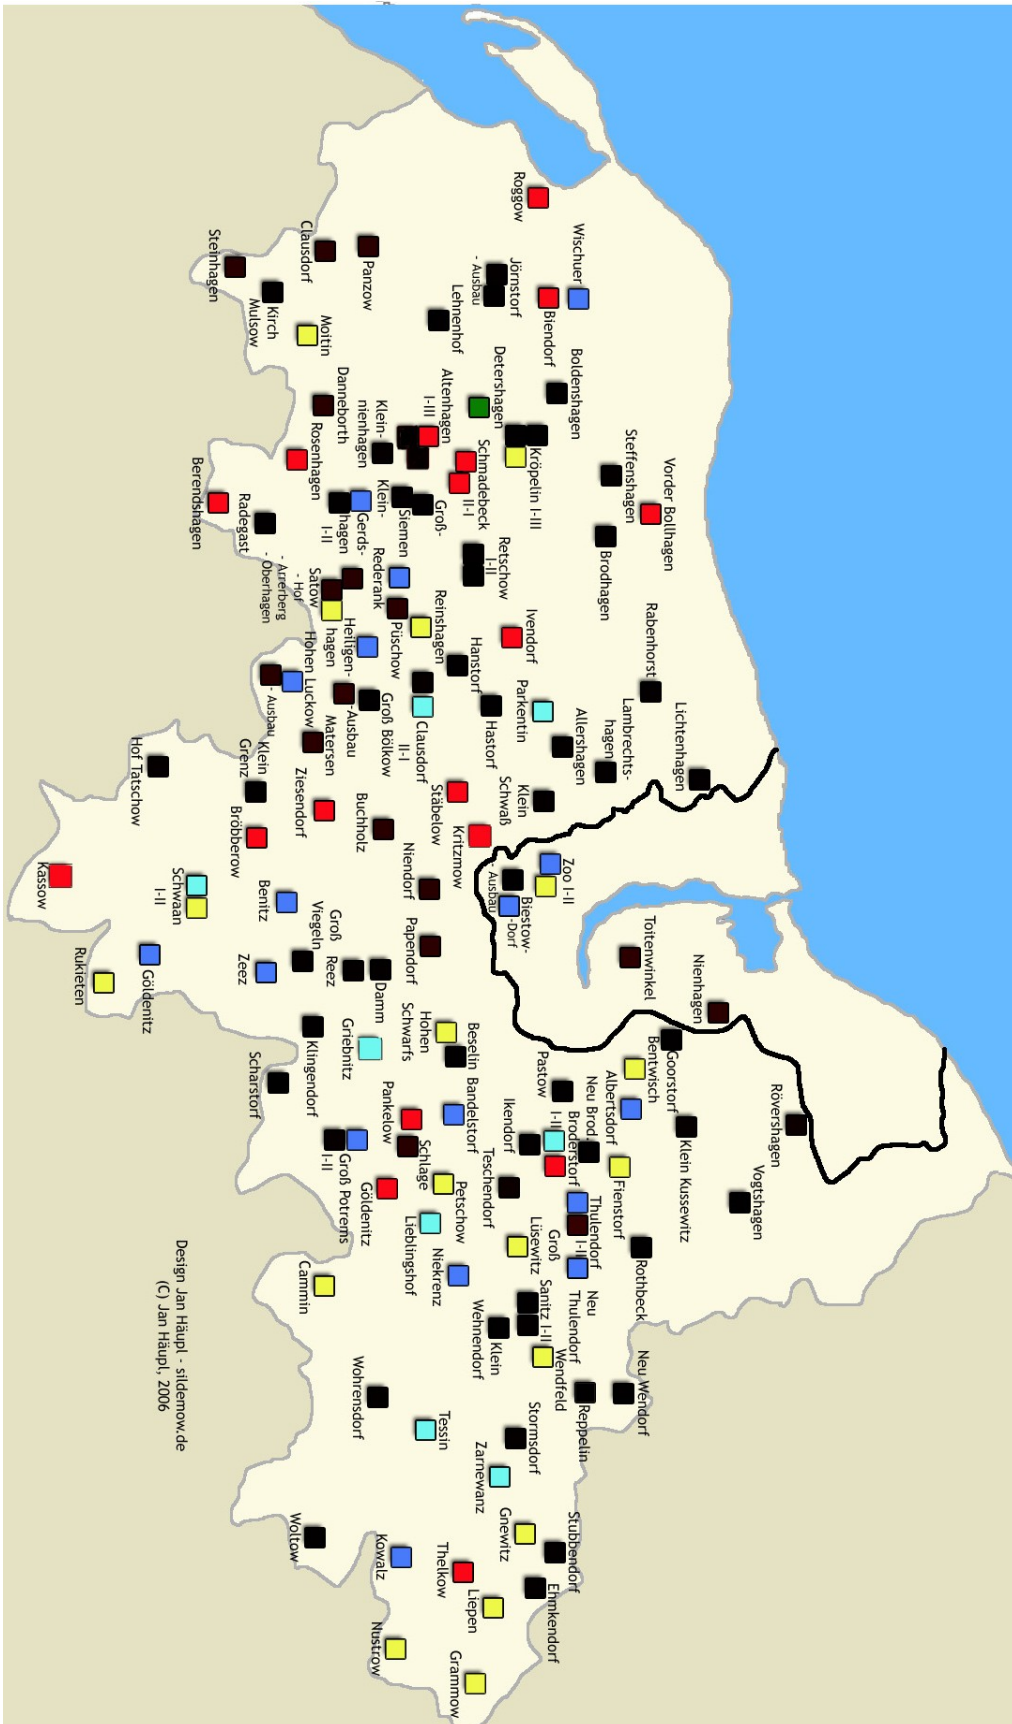 Roggow
Wischuer
Biendorf
Jörnstorf
- Ausbau
Lehnenhof
Panzow
Clausdorf
Steinhagen
Kirch
Mulsow
Moitin
Boldenshagen
Detershagen
Kröpelin I-III
Altenhagen
I-III
Klein-
nienhagen
Danneborth
Rosenhagen
Berendshagen
Radegast
Schmadebeck
II-I
Steffenshagen
Vorder Bollhagen
Brodhagen
Groß-
Klein-
Siemen
Gerds-
hagen
I-II
Retschow
I-II
Rederank
Püschow
Satow
- Hof
- Arrerberg
- Oberhagen
Reinshagen
Heiligen-
hagen
-Ausbau
Ivendorf
Hanstorf
Hastorf
Parkentin
Allershagen
Rabenhorst
Lambrechts-
hagen
Lichtenhagen
Clausdorf
II-I
Groß Bölkow
Hohen Luckow
- Ausbau
Matersen
Klein
Grenz
Hof Tatschow
Ziesendorf
Bröbberow
Buchholz
Stäbelow
Kritzmow
Klein
Schwaß
Zoo I-II
Biestow-
-Dorf
- Ausbau
Niendorf
Papendorf
Kassow
Schwaan
I-II
Benitz
Rukieten
Göldenitz
Zeez
Groß
Viegeln
Reez
Damm
Toitenwinkel
Nienhagen
Goorstorf
Bentwisch
Albertsdorf
Klein Kussewitz
Rövershagen
Vogtshagen
Hohen
Schwarfs
Beselin
Griebnitz
Klingendorf
Scharstorf
Bandelstorf
Pankelow
Schlage
Groß Potrems
I-II
Göldenitz
Petschow
Lieblingshof
Niekrenz
Pastow
Neu Brod.
Broderstorf
I-II
Ikendorf
Teschendorf
Fienstorf
Thulendorf
I-II
Neu
Thulendorf
Rothbeck
Groß
Lüsewitz
Sanitz I-II
Klein
Wehnendorf
Wendfeld
Cammin
Neu Wendorf
Reppelin
Wohrensdorf
Tessin
Stormsdorf
Zarnewanz
Gnewitz
Stubbendorf
Ehmkendorf
Woltow
Kowalz
Thelkow
Liepen
Nustrow
Grammow
Design Jan Häupl - sildemow.de
(C) Jan Häupl, 2006